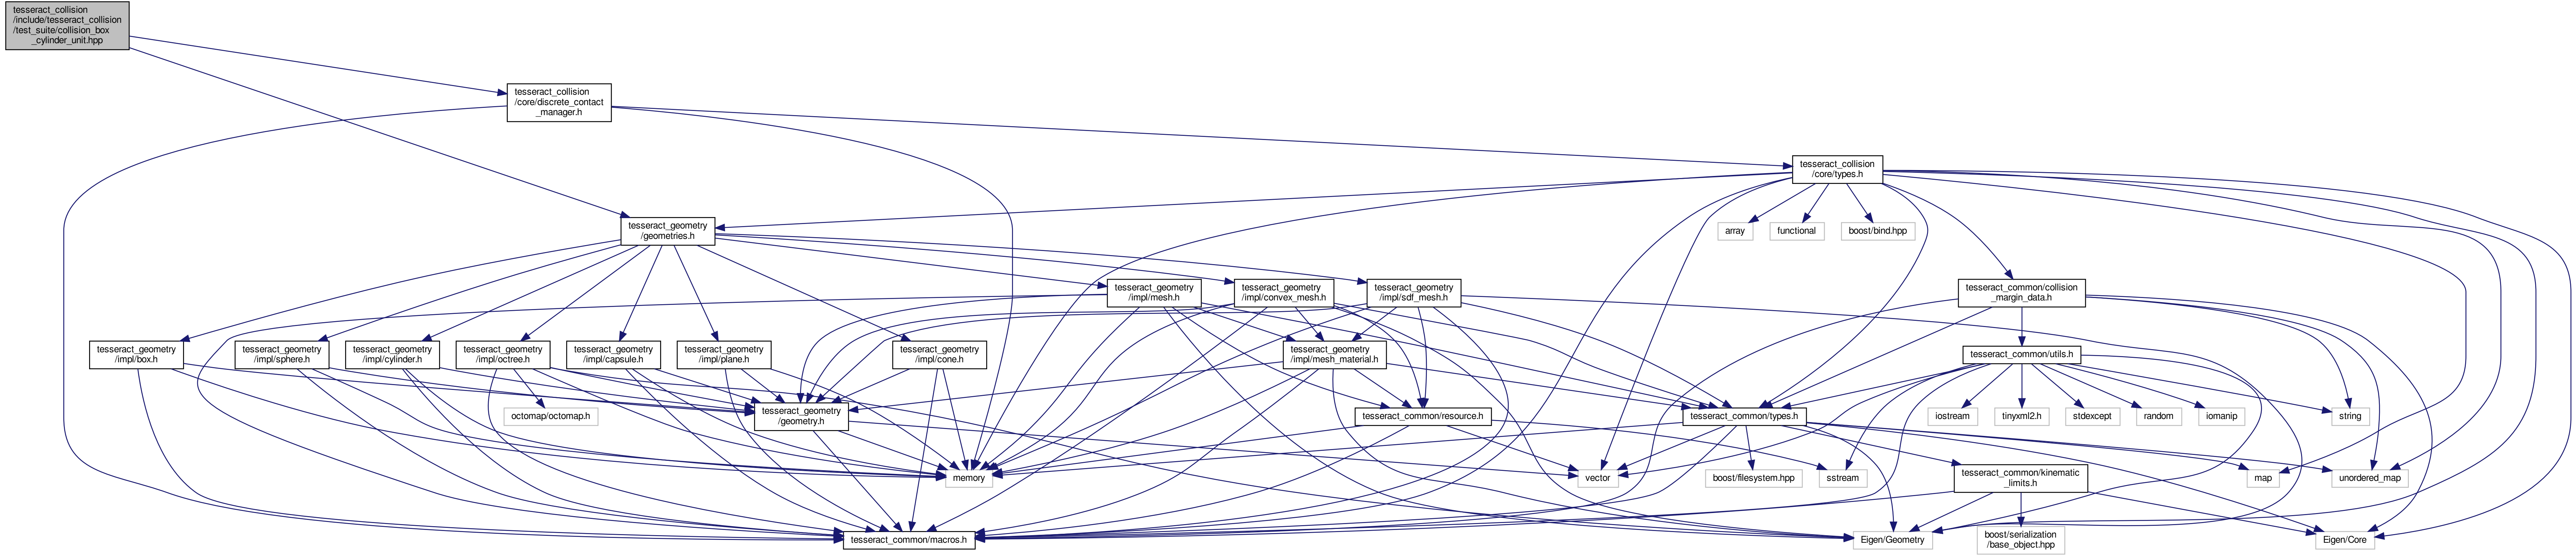 tesseract_collision
/include/tesseract_collision
/test_suite/collision_box
_cylinder_unit.hpp
tesseract_collision
/core/discrete_contact
_manager.h
tesseract_collision
/core/types.h
tesseract_geometry
/geometries.h
array
functional
boost/bind.hpp
tesseract_geometry
/impl/mesh.h
tesseract_geometry
/impl/convex_mesh.h
tesseract_geometry
/impl/sdf_mesh.h
tesseract_common/collision
_margin_data.h
tesseract_geometry
/impl/box.h
tesseract_geometry
/impl/sphere.h
tesseract_geometry
/impl/cylinder.h
tesseract_geometry
/impl/octree.h
tesseract_geometry
/impl/capsule.h
tesseract_geometry
/impl/plane.h
tesseract_geometry
/impl/cone.h
tesseract_geometry
/impl/mesh_material.h
tesseract_common/utils.h
octomap/octomap.h
tesseract_geometry
/geometry.h
tesseract_common/resource.h
tesseract_common/types.h
iostream
tinyxml2.h
stdexcept
random
iomanip
string
memory
vector
boost/filesystem.hpp
sstream
tesseract_common/kinematic
_limits.h
map
unordered_map
tesseract_common/macros.h
Eigen/Geometry
boost/serialization
/base_object.hpp
Eigen/Core